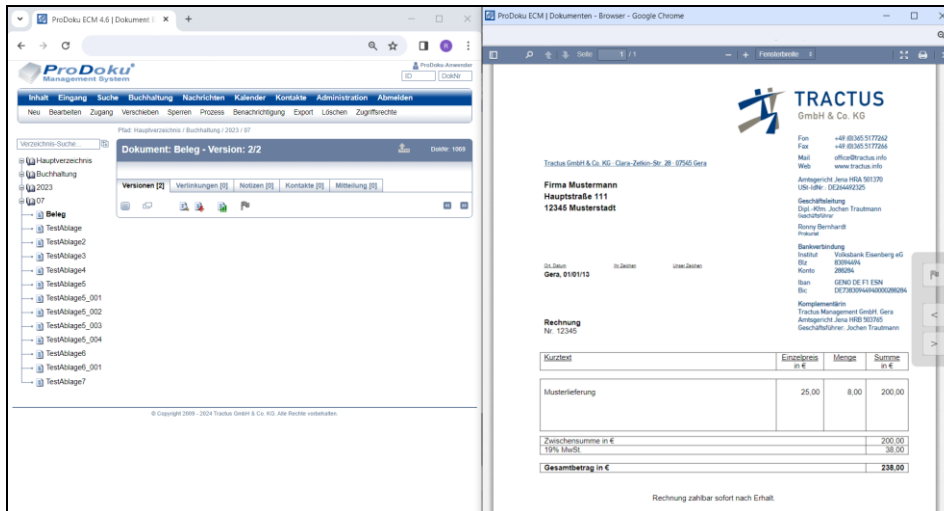 ProDoku ECM 4.6 | Dokument
ProDoku®
Management System
ProDoku-Anwender
ID DokNr
Inhalt Eingang Suche Buchhaltung Nachrichten Kalender Kontakte Administration Abmelden
Neu Bearbeiten Zugang Verschieben Sperren Prozess Benachrichtigung Export Löschen Zugriffsrechte
Pfad: Hauptverzeichnis / Buchhaltung / 2023 / 07
Verzeichnis-Suche...
Hauptverzeichnis
Buchhaltung
2023
07
Beleg
TestAblage
TestAblage2
TestAblage3
TestAblage4
TestAblage5
TestAblage5_001
TestAblage5_002
TestAblage5_003
TestAblage5_004
TestAblage6
TestAblage6_001
TestAblage7
Dokument: Beleg - Version: 2/2
DokNr: 1009
Versionen [2] Verlinkungen [0] Notizen [0] Kontakte [0] Mitteilung [0]
© Copyright 2009 - 2024 Tractus GmbH & Co. KG. Alle Rechte vorbehalten.
ProDoku ECM | Dokumenten - Browser - Google Chrome
Seite 1 / 1
Fensterbreite
TRACTUS
GmbH & Co. KG
Fon +49 (0)365 5177262
Fax +49 (0)365 5177266
Mail office@tractus.info
Web www.tractus.info
Amtsgericht Jena HRA 501370
USt-IdNr.: DE264492325
Geschäftsleitung
Dipl.-Kfm. Jochen Trautmann
Geschäftsführer
Ronny Bernhardt
Prokurist
Bankverbindung
Institut Volksbank Eisenberg eG
Blz 83094494
Konto 288284
Iban GENO DE F1 ESN
Bic DE73830944940000288284
Komplementärin
Tractus Management GmbH. Gera
Amtsgericht Jena HRB 503765
Geschäftsführer: Jochen Trautmann
Tractus GmbH & Co. KG · Clara-Zetkin-Str. 28 · 07545 Gera
Firma Mustermann
Hauptstraße 111
12345 Musterstadt
Ort, Datum Ihr Zeichen Unser Zeichen
Gera, 01/01/13
Rechnung
Nr. 12345
Kurztext Einzelpreis Menge Summe
in € in €
Musterlieferung 25,00 8,00 200,00
Zwischensumme in € 200,00
19% MwSt. 38,00
Gesamtbetrag in € 238,00
Rechnung zahlbar sofort nach Erhalt.